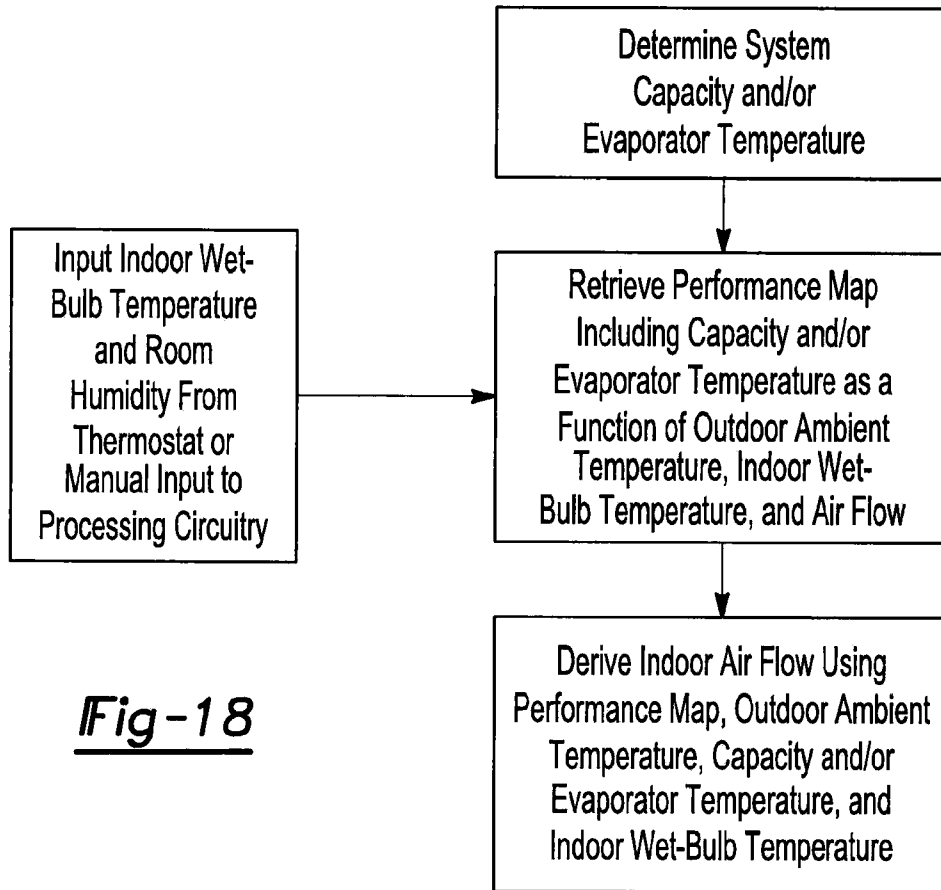 Determine System
Capacity and/or
Evaporator Temperature
Input Indoor Wet-
Bulb Temperature
and Room
Humidity From
Thermostat or
Manual Input to
Processing Circuitry
Retrieve Performance Map
Including Capacity and/or
Evaporator Temperature as a
Function of Outdoor Ambient
Temperature, Indoor Wet-
Bulb Temperature, and Air Flow
Derive Indoor Air Flow Using
Performance Map, Outdoor Ambient
Temperature, Capacity and/or
Evaporator Temperature, and
Indoor Wet-Bulb Temperature
Fig-18